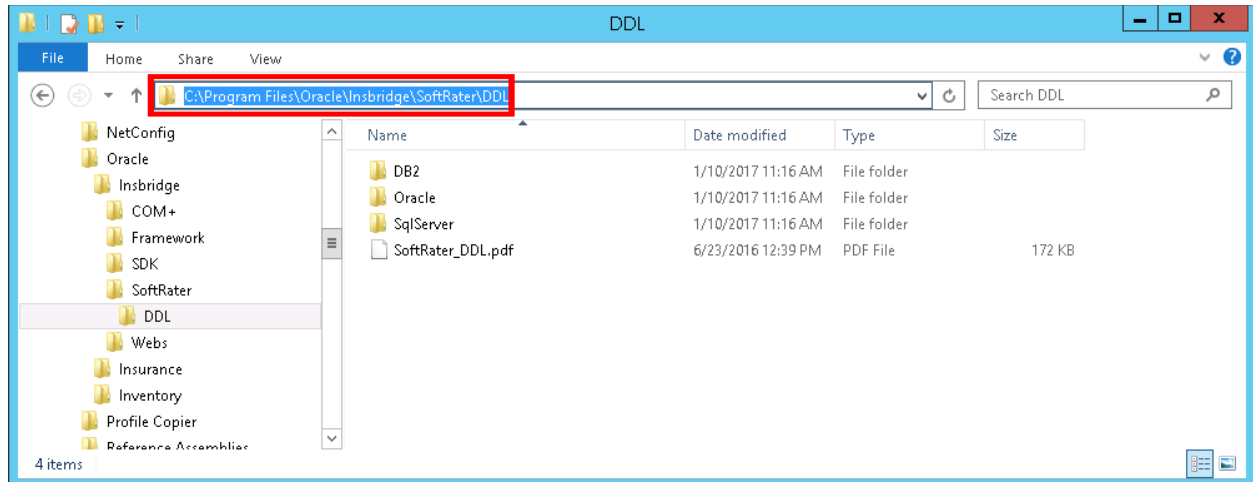 DDL
File Home Share View
C:\Program Files\Oracle\Insbridge\SoftRater\DDL Search DDL
Name Date modified Type Size
NetConfig
Oracle
Insbridge
COM+
Framework
SDK
SoftRater
DDL
Webs
Insurance
Inventory
Profile Copier
Reference Assemblies
DB2 1/10/2017 11:16 AM File folder
Oracle 1/10/2017 11:16 AM File folder
SqlServer 1/10/2017 11:16 AM File folder
SoftRater_DDL.pdf 6/23/2016 12:39 PM PDF File 172 KB
4 items